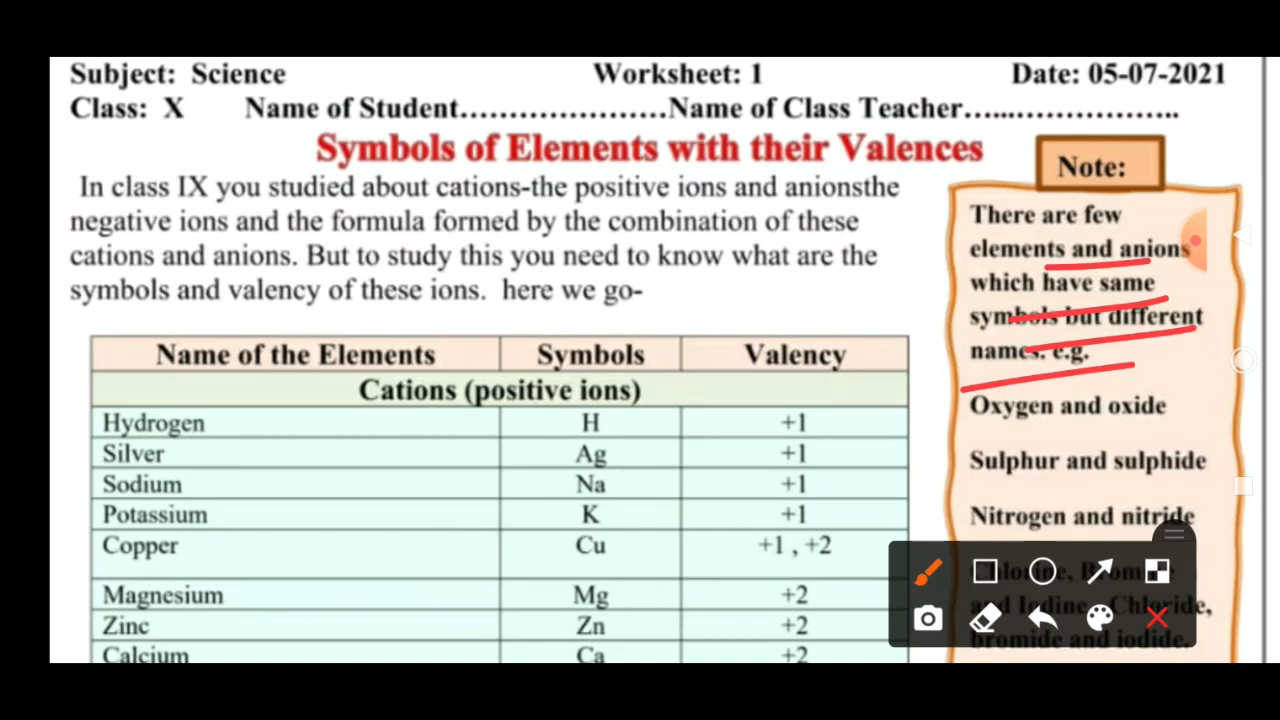 Subject: Science Worksheet: 1 Date: 05-07-2021
Class: X Name of Student.....................Name of Class Teacher......................
Symbols of Elements with their Valences
In class IX you studied about cations-the positive ions and anionsthe
negative ions and the formula formed by the combination of these
cations and anions. But to study this you need to know what are the
symbols and valency of these ions. here we go-
Name of the Elements Symbols Valency
Cations (positive ions)
Hydrogen H +1
Silver Ag +1
Sodium Na +1
Potassium K +1
Copper Cu +1 , +2
Magnesium Mg +2
Zinc Zn +2
Calcium Ca +2
Note:
There are few
elements and anions
which have same
symbols but different
names. e.g.
Oxygen and oxide
Sulphur and sulphide
Nitrogen and nitride
Chlorine, Bromine
and Iodine Chloride,
bromide and iodide.